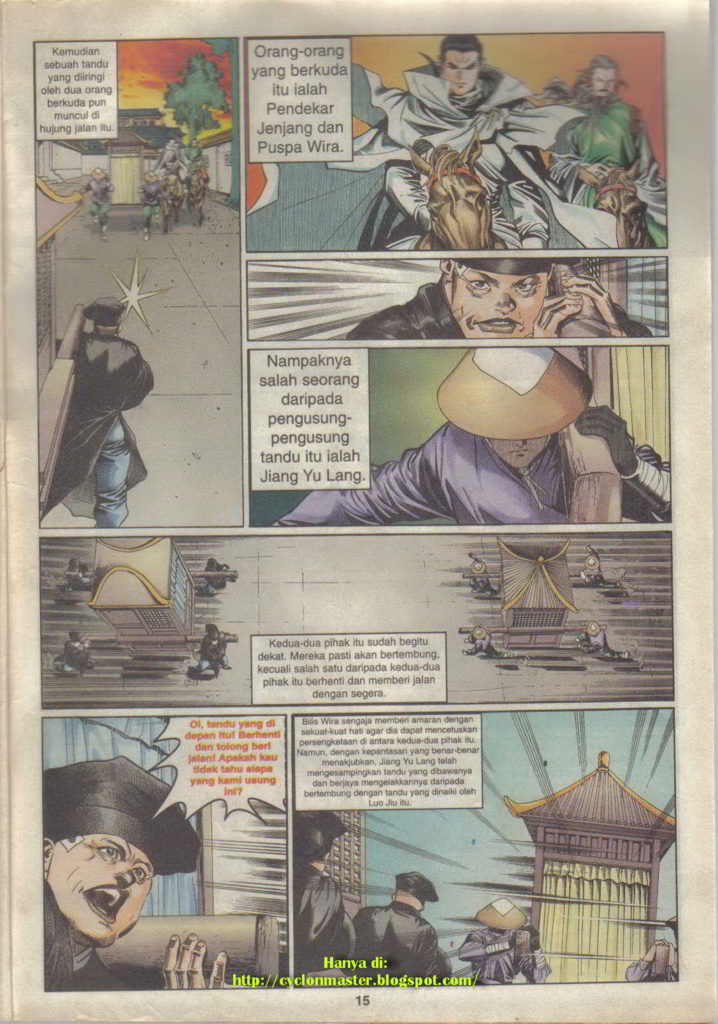 Kemudian
sebuah tandu
yang diiringi
oleh dua orang
berkuda pun
muncul di
hujung jalan itu.
Orang-orang
yang berkuda
itu ialah
Pendekar
Jenjang dan
Puspa Wira.
Nampaknya
salah seorang
daripada
pengusung-
pengusung
tandu itu ialah
Jiang Yu Lang.
Kedua-dua pihak itu sudah begitu
dekat. Mereka pasti akan bertembung,
kecuali salah satu daripada kedua-dua
pihak itu berhenti dan memberi jalan
dengan segera.
Oi, tandu yang di
depan itu! Berhenti
dan tolong beri
jalan! Apakah kau
tidak tahu siapa
yang kami usung
ini?
Bilis Wira sengaja memberi amaran dengan
sekuat-kuat hati agar dia dapat mencetuskan
persengketaan di antara kedua-dua pihak itu.
Namun, dengan kepantasan yang benar-benar
menakjubkan, Jiang Yu Lang telah
mengesampingkan tandu yang dibawanya
dan berjaya mengelakkannya daripada
bertembung dengan tandu yang dinaiki oleh
Luo Jiu itu.
Hanya di:
http://cyclonmaster.blogspot.com/
15